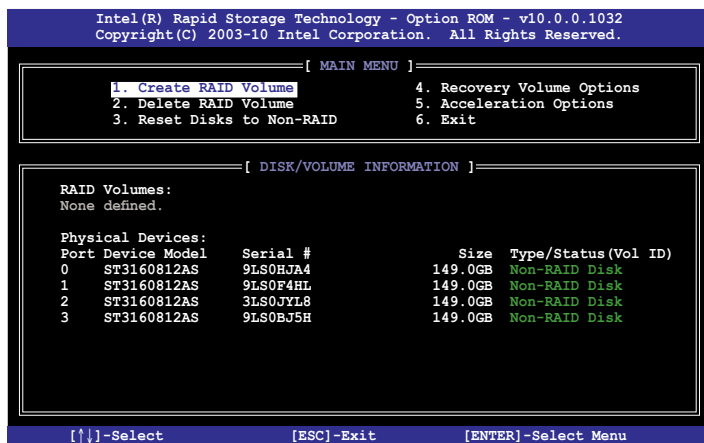 Intel(R) Rapid Storage Technology - Option ROM - v10.0.0.1032
Copyright(C) 2003-10 Intel Corporation. All Rights Reserved.
[ MAIN MENU ]
1. Create RAID Volume 4. Recovery Volume Options
2. Delete RAID Volume 5. Acceleration Options
3. Reset Disks to Non-RAID 6. Exit
[ DISK/VOLUME INFORMATION ]
RAID Volumes:
None defined.
Physical Devices:
Port Device Model Serial # Size Type/Status(Vol ID)
0 ST3160812AS 9LS0HJA4 149.0GB Non-RAID Disk
1 ST3160812AS 9LS0F4HL 149.0GB Non-RAID Disk
2 ST3160812AS 3LS0JYL8 149.0GB Non-RAID Disk
3 ST3160812AS 9LS0BJ5H 149.0GB Non-RAID Disk
[↑↓]-Select [ESC]-Exit [ENTER]-Select Menu